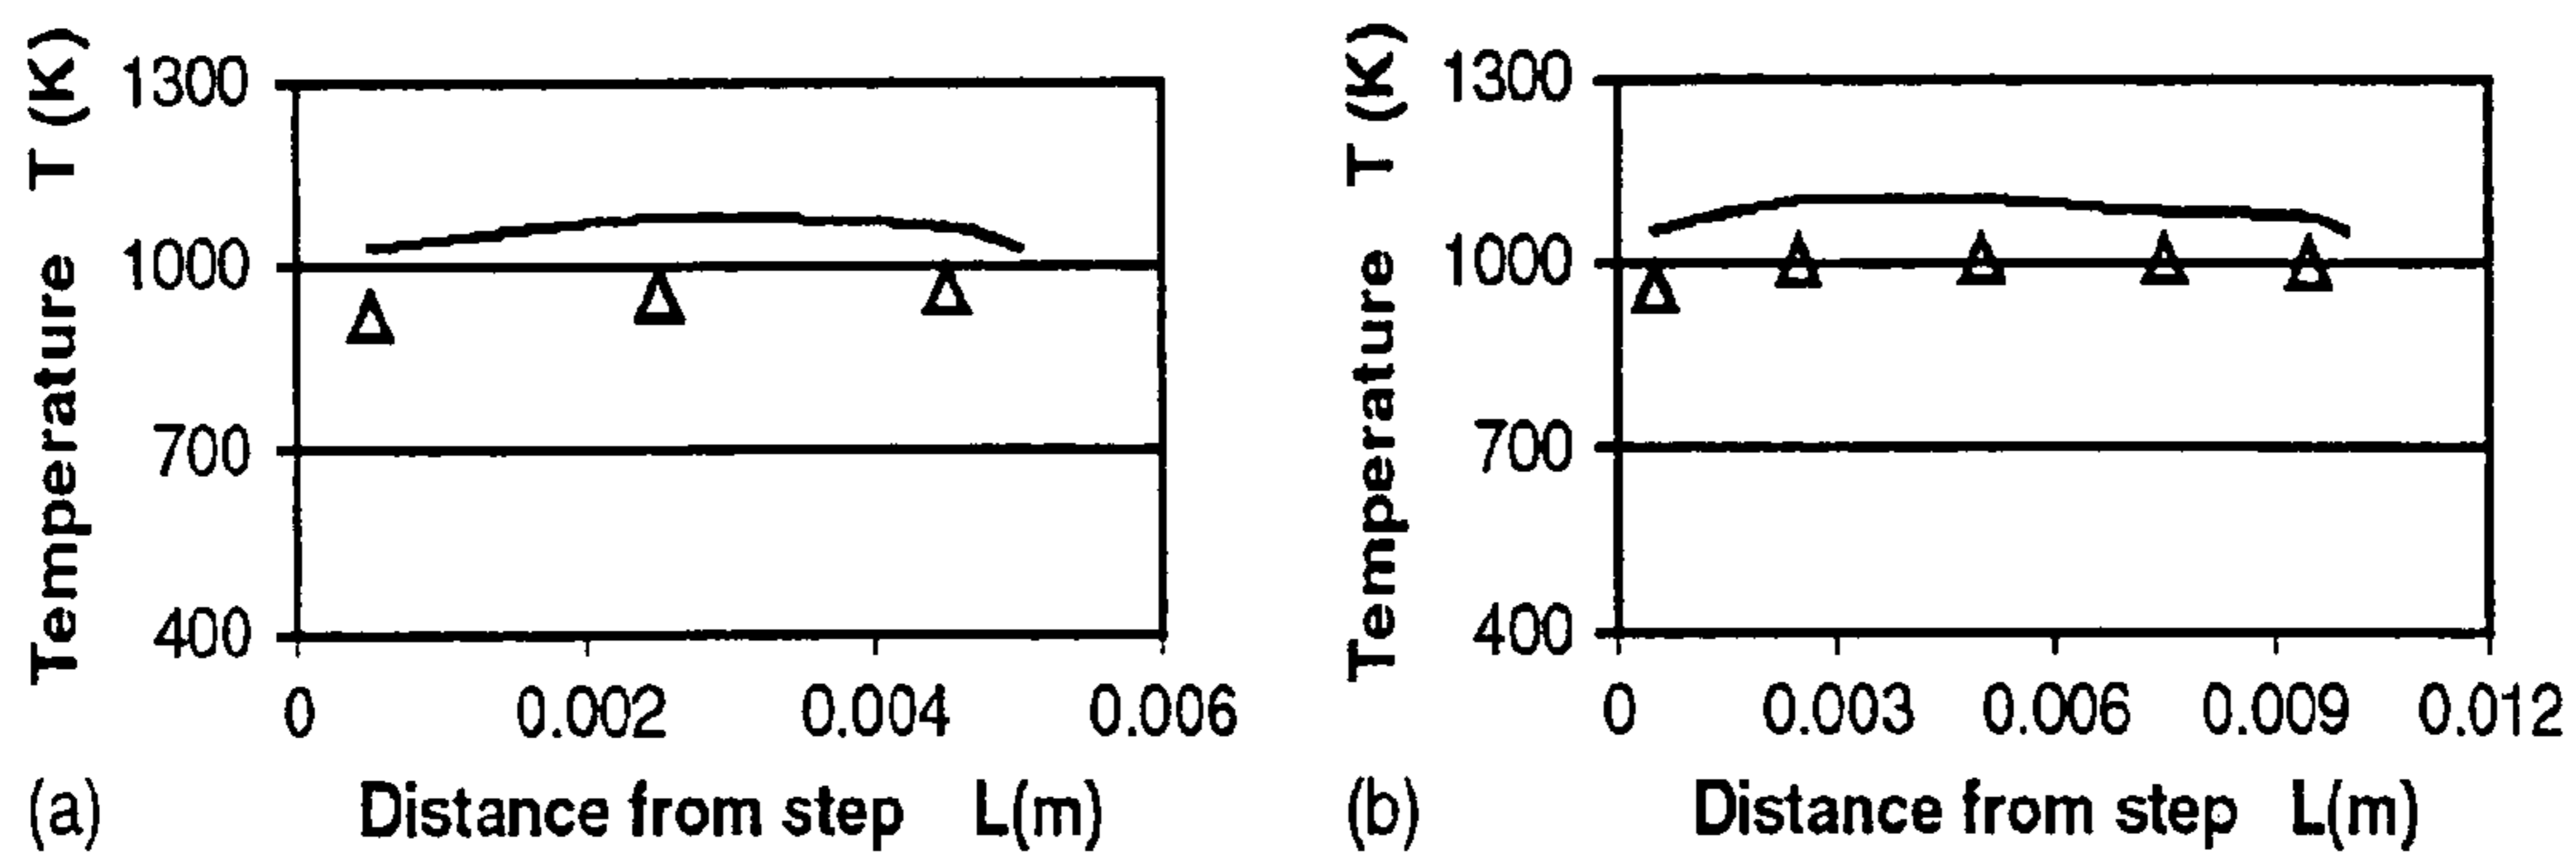 Temperature T (K)
1300
1000
700
400
0 0.002 0.004 0.006
(a) Distance from step L(m)
Temperature T (K)
1300
1000
700
400
0 0.003 0.006 0.009 0.012
(b) Distance from step L(m)